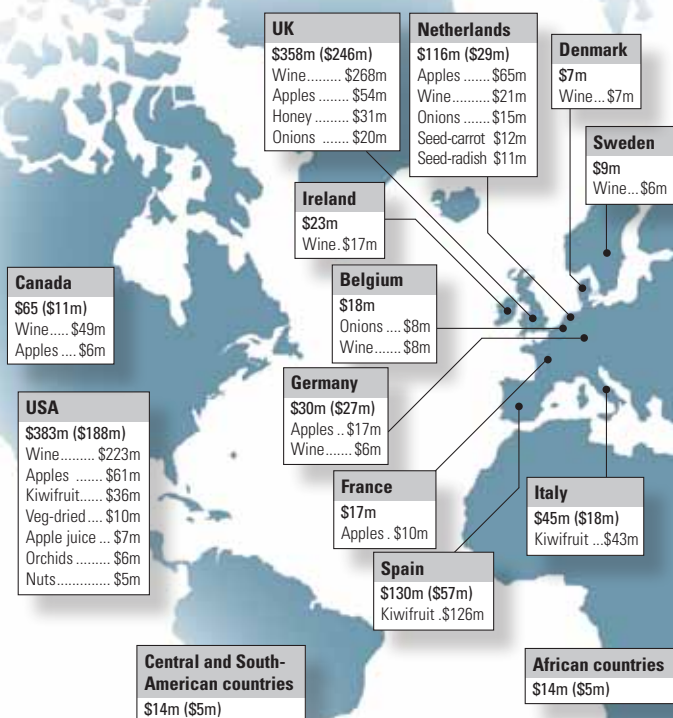 UK
$358m ($246m)
Wine......... $268m
Apples ........ $54m
Honey ......... $31m
Onions ....... $20m
Netherlands
$116m ($29m)
Apples ....... $65m
Wine.......... $21m
Onions ....... $15m
Seed-carrot $12m
Seed-radish $11m
Denmark
$7m
Wine... $7m
Sweden
$9m
Wine... $6m
Ireland
$23m
Wine. $17m
Belgium
$18m
Onions .... $8m
Wine....... $8m
Canada
$65 ($11m)
Wine..... $49m
Apples .... $6m
Germany
$30m ($27m)
Apples .. $17m
Wine....... $6m
USA
$383m ($188m)
Wine......... $223m
Apples ....... $61m
Kiwifruit...... $36m
Veg-dried.... $10m
Apple juice ... $7m
Orchids ......... $6m
Nuts.............. $5m
France
$17m
Apples . $10m
Italy
$45m ($18m)
Kiwifruit ...$43m
Spain
$130m ($57m)
Kiwifruit .$126m
Central and South-
American countries
$14m ($5m)
African countries
$14m ($5m)